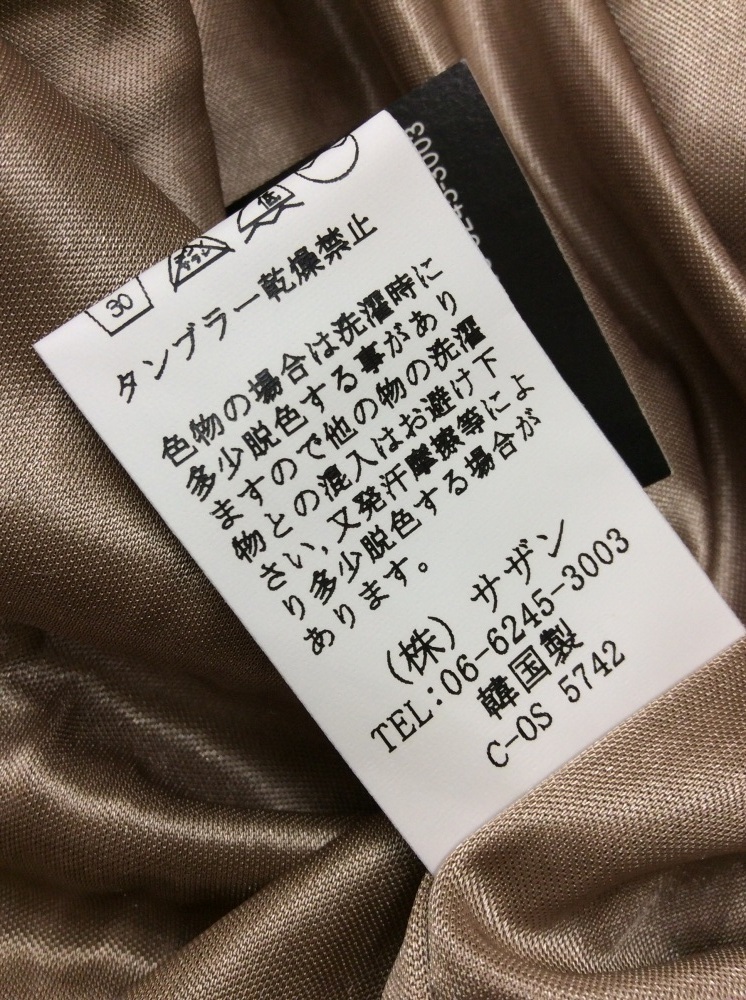 30
低
タンブラー乾燥禁止
色物の場合は洗濯時に
多少脱色する事があり
ますので他の物の洗濯
物との混入はお避け下
さい,又発汗摩擦等によ
り多少脱色する場合が
あります。
(株) サザン
TEL:06-6245-3003
韓国製
C-OS 5742